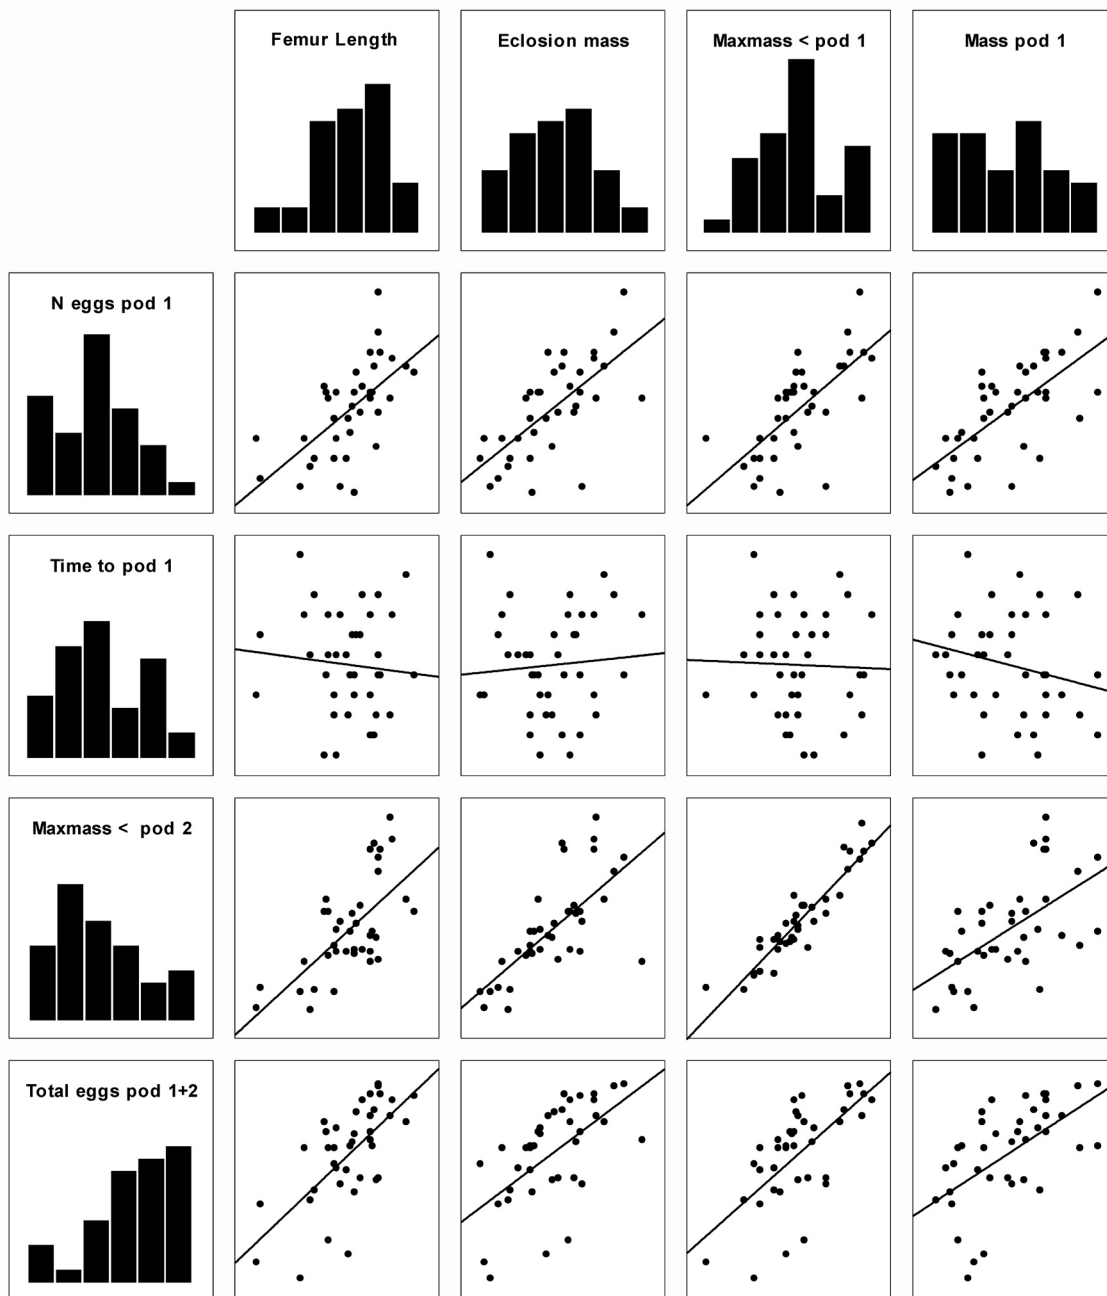 Femur Length
Eclosion mass
Maxmass < pod 1
Mass pod 1
N eggs pod 1
Time to pod 1
Maxmass < pod 2
Total eggs pod 1+2